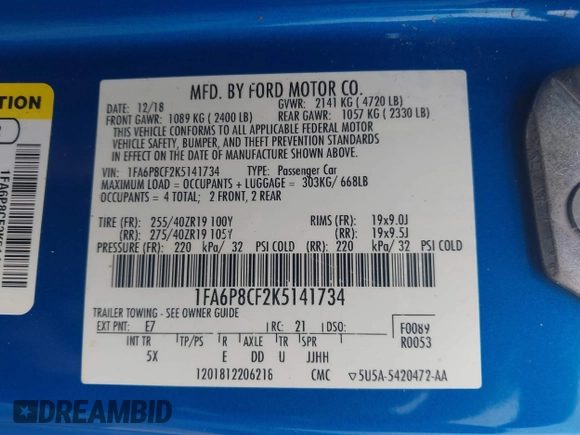 MFD. BY FORD MOTOR CO.
DATE: 12/18 GVWR: 2141 KG ( 4720 LB)
FRONT GAWR: 1089 KG ( 2400 LB) REAR GAWR: 1057 KG ( 2330 LB)
THIS VEHICLE CONFORMS TO ALL APPLICABLE FEDERAL MOTOR
VEHICLE SAFETY, BUMPER, AND THEFT PREVENTION STANDARDS
IN EFFECT ON THE DATE OF MANUFACTURE SHOWN ABOVE.
VIN: 1FA6P8CF2K5141734 TYPE: Passenger Car
MAXIMUM LOAD = OCCUPANTS + LUGGAGE = 303KG/ 668LB
OCCUPANTS = 4 TOTAL; 2 FRONT, 2 REAR
TIRE (FR): 255/40ZR19 100Y RIMS (FR): 19x9.0J
(RR): 275/40ZR19 105Y (RR): 19x9.5J
PRESSURE (FR): 220 kPa/ 32 PSI COLD (RR): 220 kPa/ 32 PSI COLD
1FA6P8CF2K5141734
TRAILER TOWING - SEE OWNER GUIDE
EXT PNT: E7 RC: 21 DSO: F0089
R0053
INT TR TP/PS R AXLE TR SPR
5X E DD U JJHH
1201812206218 CMC 5U5A-5420472-AA
TION
DREAMBID